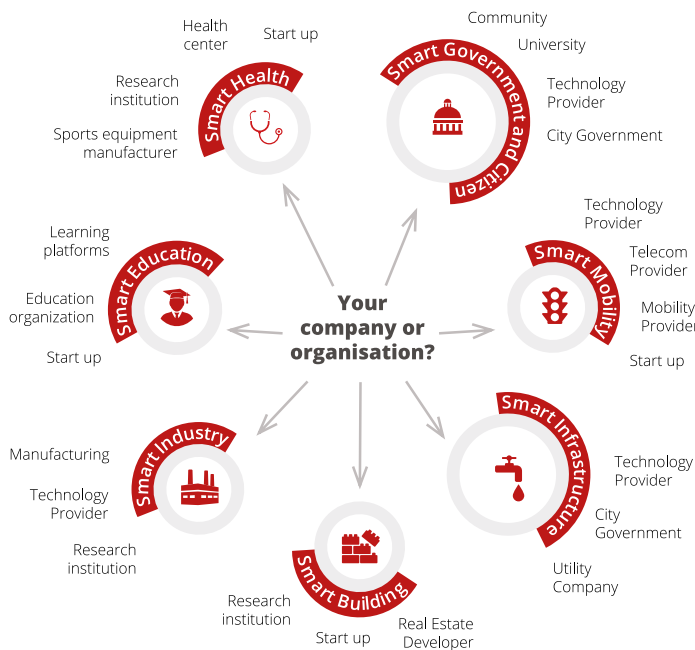 Community
Health
center
Start up
University
Smart Health
Smart Government and Citizen
Research
institution
Technology
Provider
Sports equipment
manufacturer
City Government
Technology
Provider
Learning
platforms
Smart Education
Smart Mobility
Telecom
Provider
Education
organization
Your
company or
organisation?
Mobility
Provider
Start up
Start up
Smart Industry
Smart Infrastructure
Manufacturing
Technology
Provider
Technology
Provider
City
Government
Research
institution
Utility
Company
Smart Building
Research
institution
Start up
Real Estate
Developer